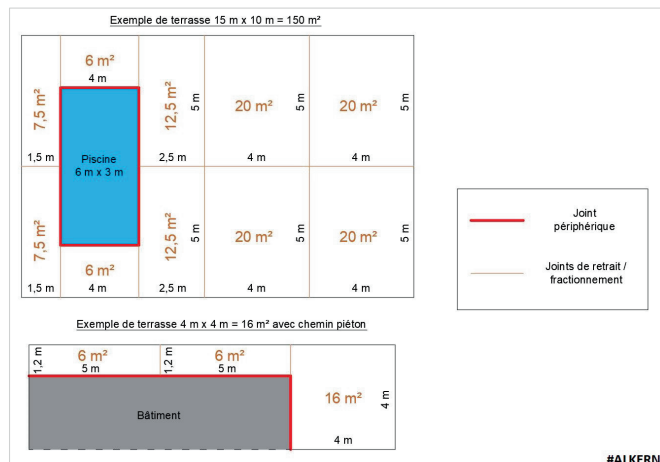 Exemple de terrasse 15 m x 10 m = 150 m²
6 m²
4 m
7,5 m²
12,5 m²
5 m
20 m²
5 m
20 m²
5 m
Piscine
6 m x 3 m
1,5 m
2,5 m
4 m
4 m
7,5 m²
12,5 m²
5 m
20 m²
5 m
20 m²
5 m
6 m²
1,5 m
4 m
2,5 m
4 m
4 m
Joint
périphérique
Joints de retrait /
fractionnement
Exemple de terrasse 4 m x 4 m = 16 m² avec chemin piéton
1,2 m
6 m²
5 m
1,2 m
6 m²
5 m
16 m²
4 m
Bâtiment
4 m
#ALKERN